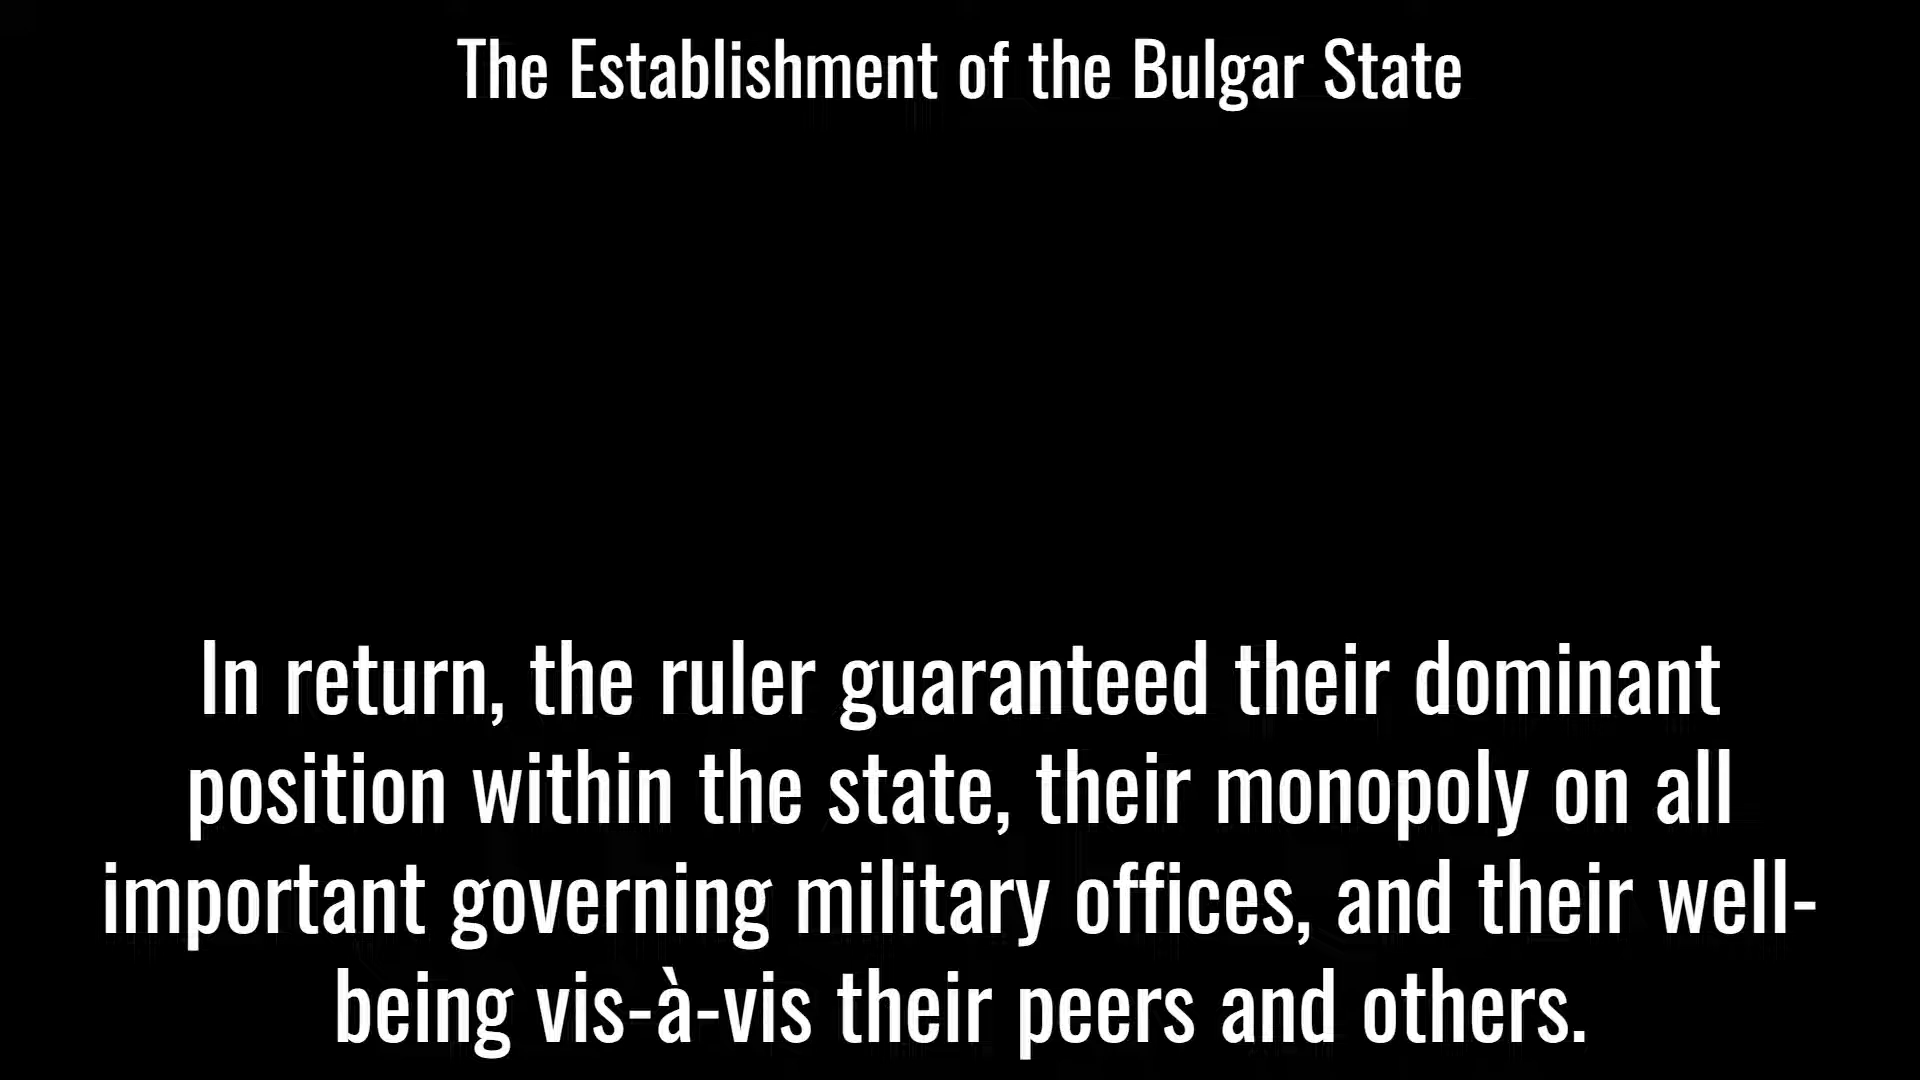 The Establishment of the Bulgar State
In return, the ruler guaranteed their dominant
position within the state, their monopoly on all
important governing military offices, and their well-
being vis-à-vis their peers and others.